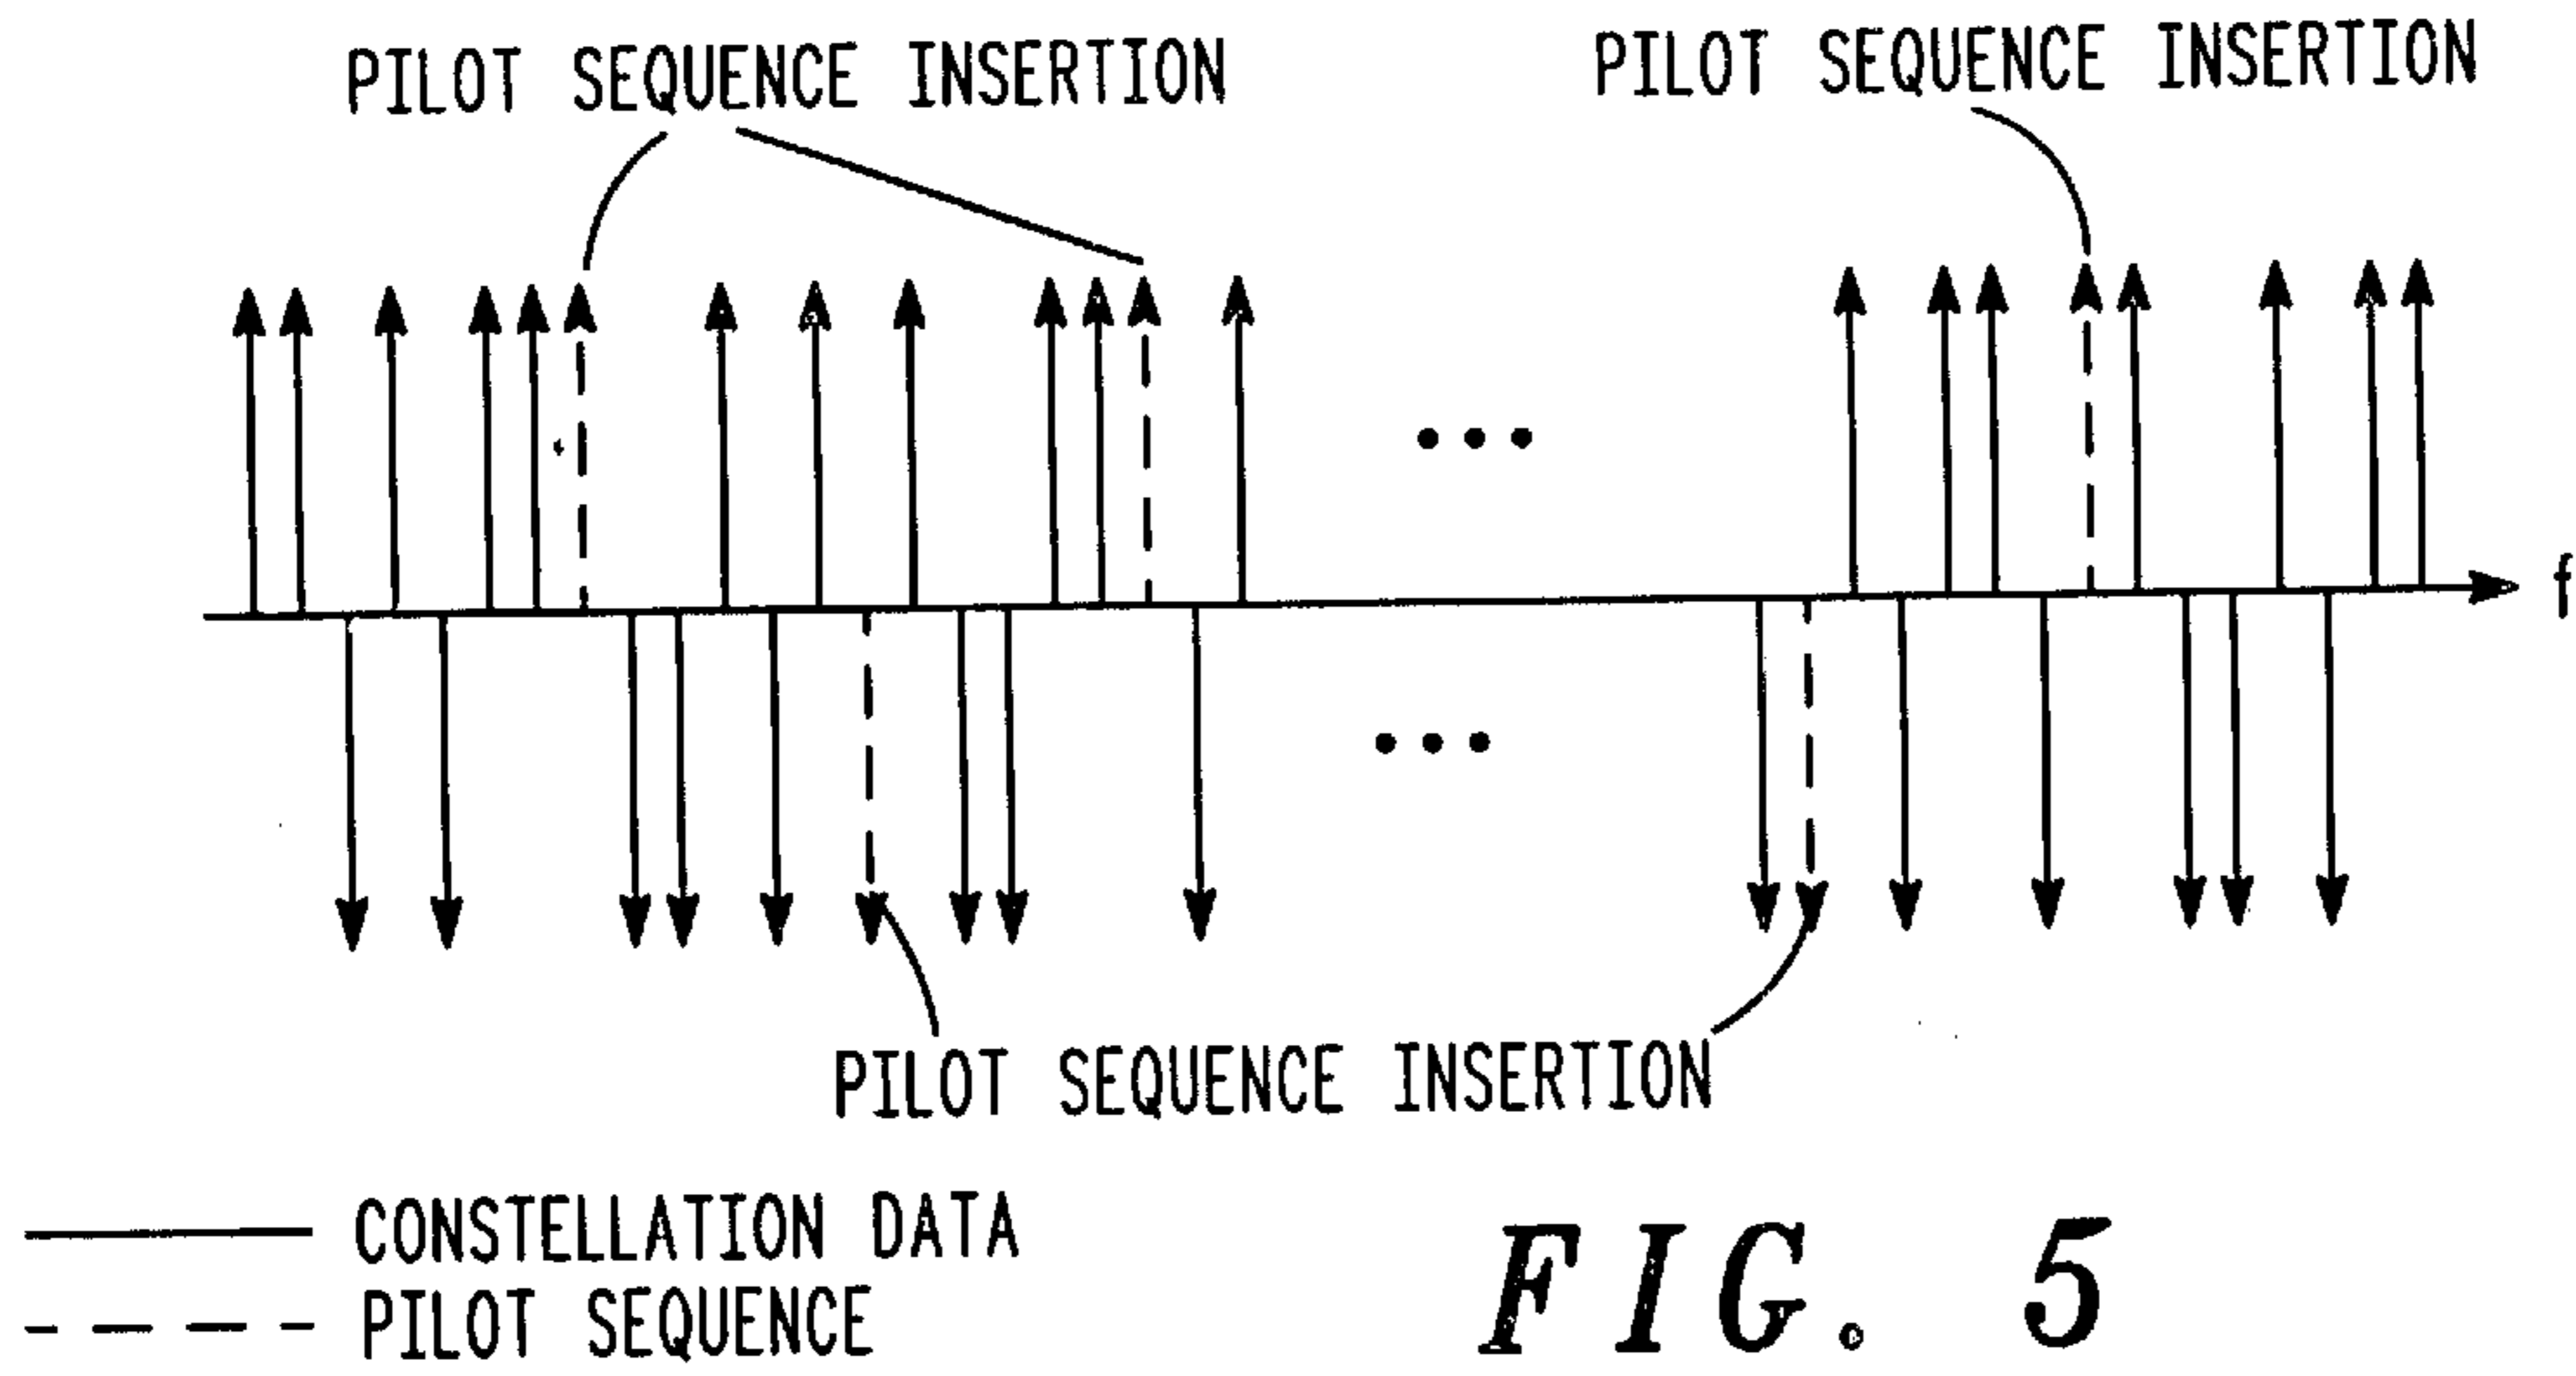 PILOT SEQUENCE INSERTION
PILOT SEQUENCE INSERTION
f
PILOT SEQUENCE INSERTION
CONSTELLATION DATA
PILOT SEQUENCE
FIG. 5